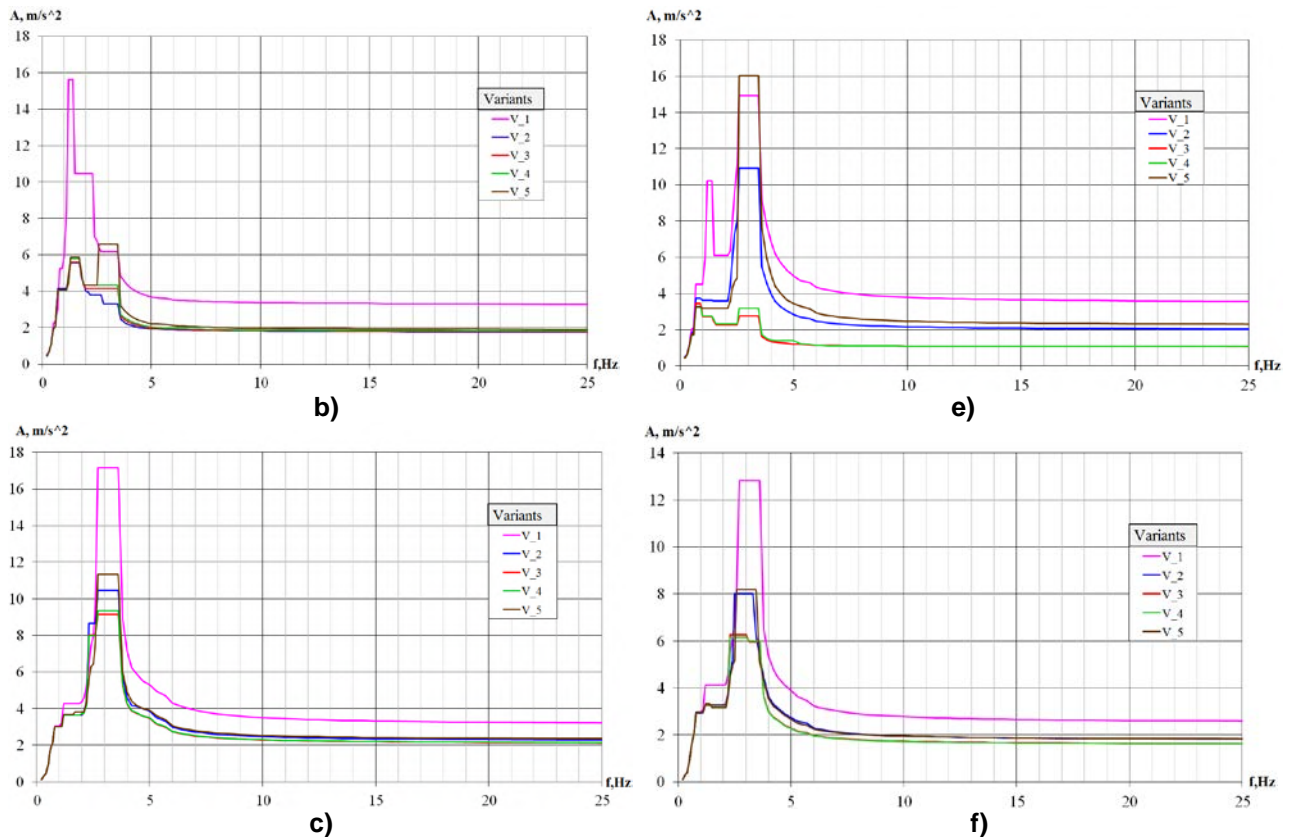 A, m/s^2
18
16
14
12
10
8
6
4
2
0
0 5 10 15 20 25
f,Hz
Variants
V_1
V_2
V_3
V_4
V_5
b)
A, m/s^2
18
16
14
12
10
8
6
4
2
0
0 5 10 15 20 25
f,Hz
Variants
V_1
V_2
V_3
V_4
V_5
e)
A, m/s^2
18
16
14
12
10
8
6
4
2
0
0 5 10 15 20 25
f,Hz
Variants
V_1
V_2
V_3
V_4
V_5
c)
A, m/s^2
14
12
10
8
6
4
2
0
0 5 10 15 20 25
f,Hz
Variants
V_1
V_2
V_3
V_4
V_5
f)